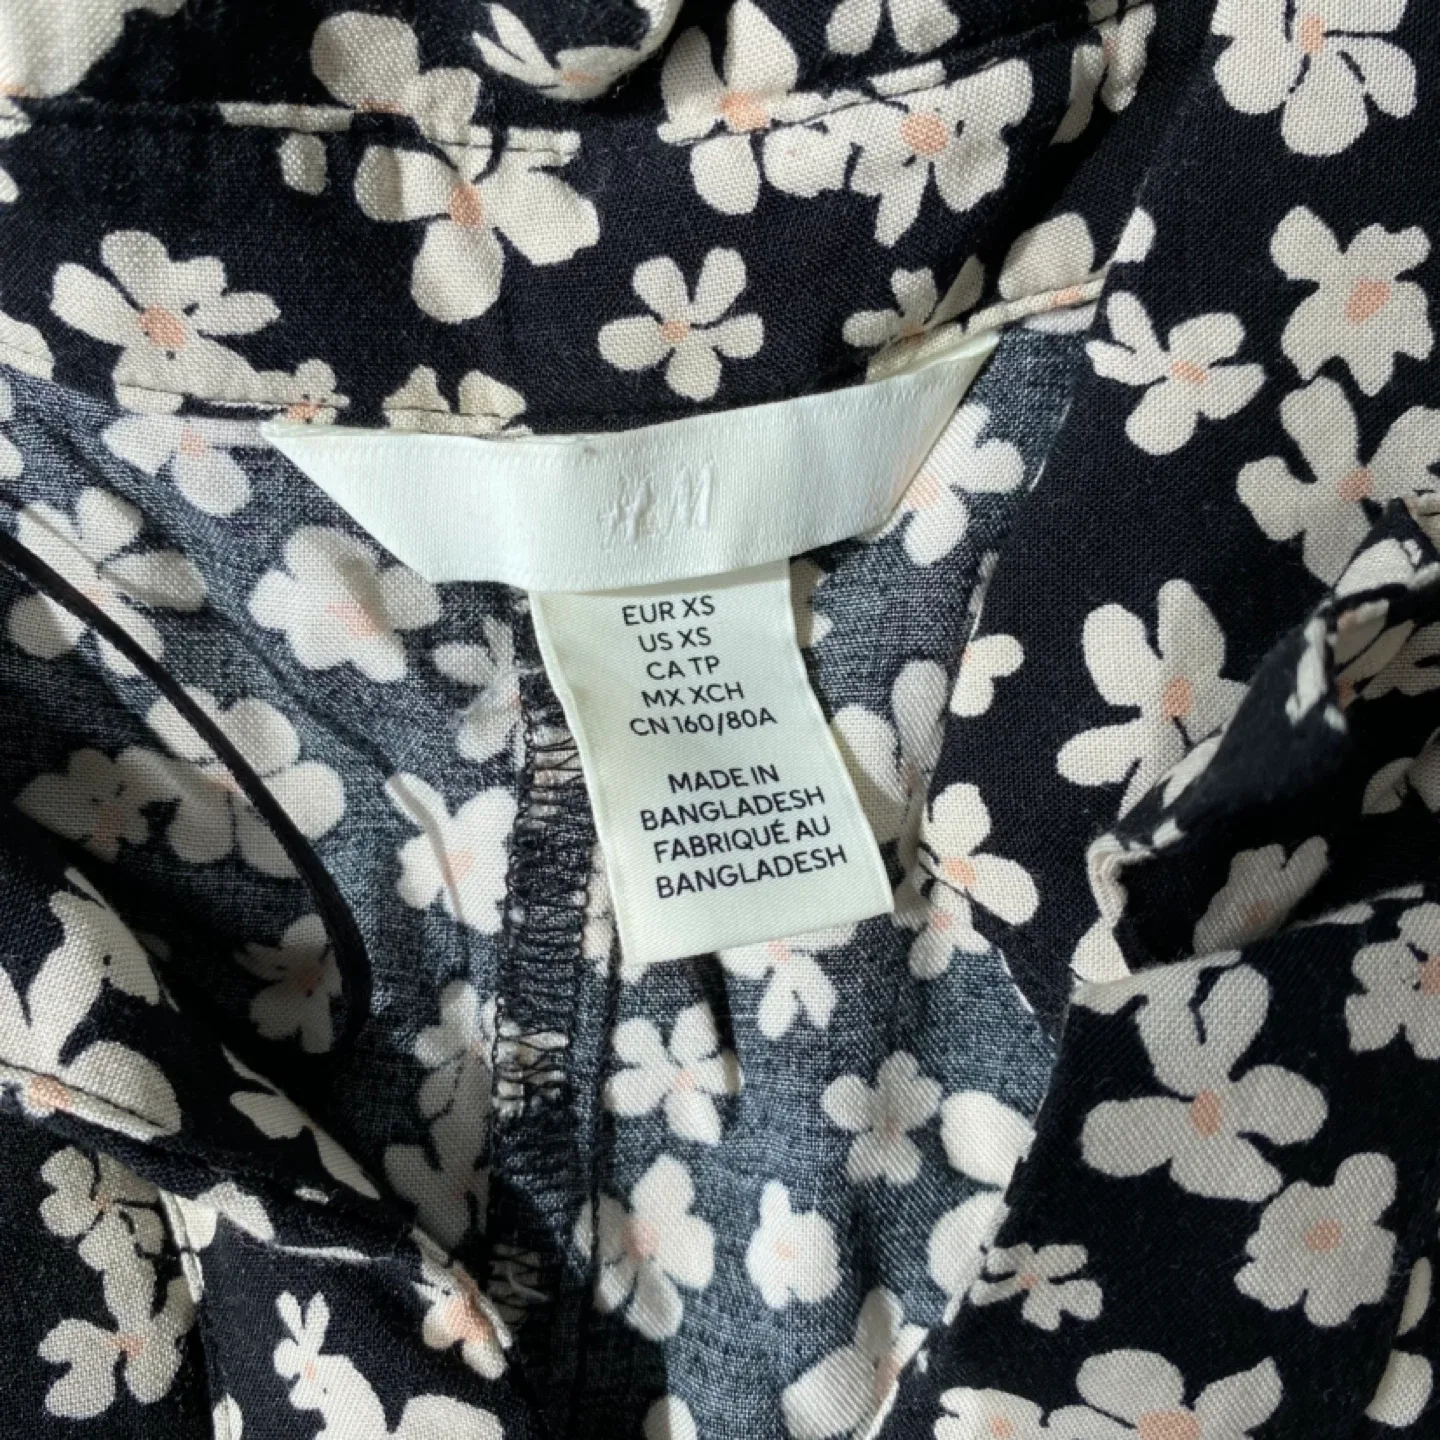 H&M
EUR XS
US XS
CA TP
MX XCH
CN 160/80A
MADE IN
BANGLADESH
FABRIQUÉ AU
BANGLADESH